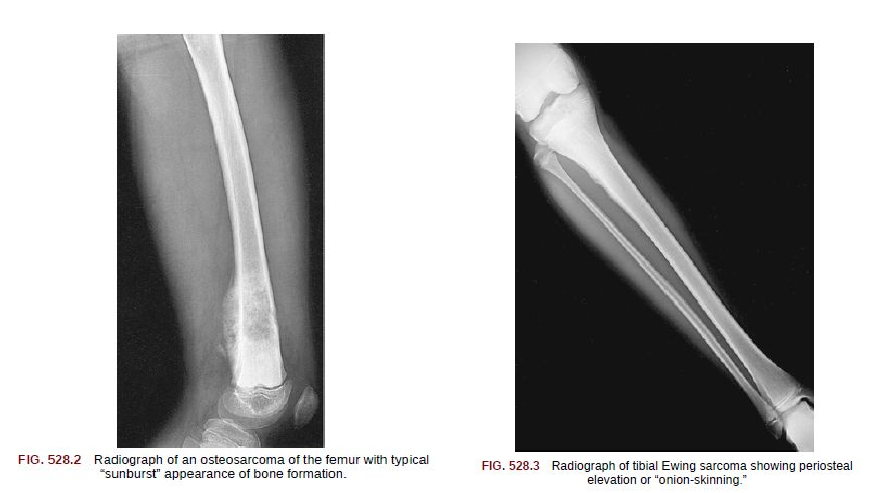 FIG. 528.2 Radiograph of an osteosarcoma of the femur with typical
“sunburst” appearance of bone formation.
FIG. 528.3 Radiograph of tibial Ewing sarcoma showing periosteal
elevation or “onion-skinning.”